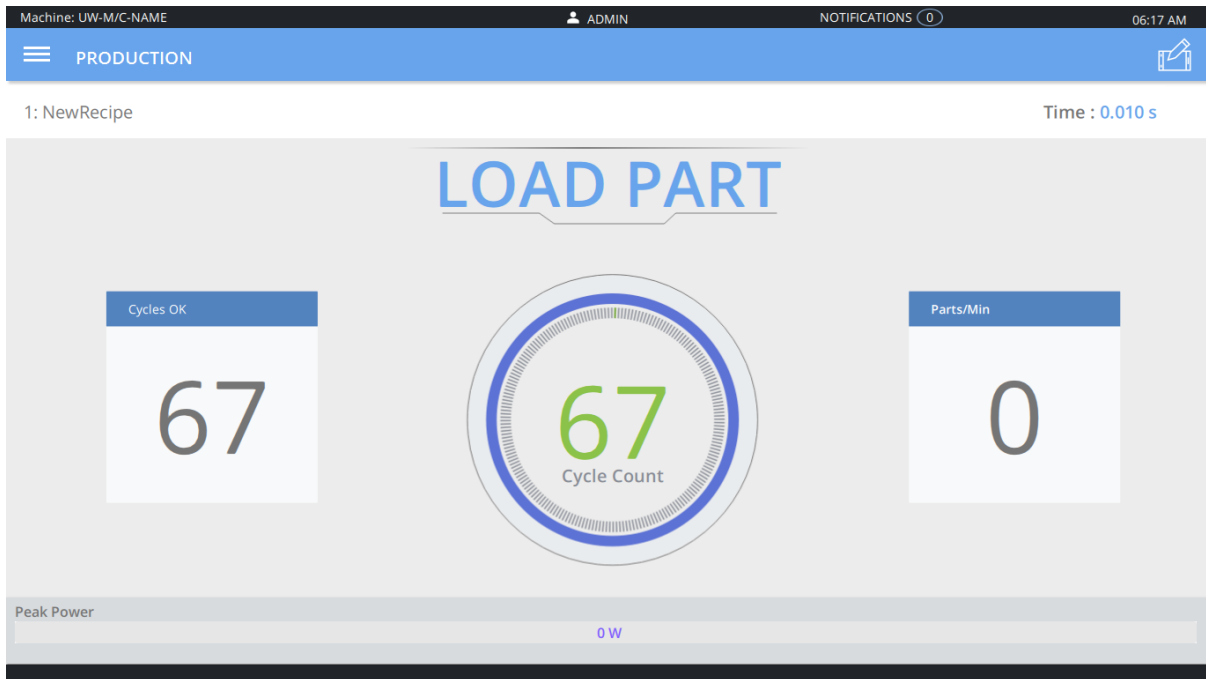 Machine: UW-M/C-NAME ADMIN NOTIFICATIONS 0 06:17 AM
PRODUCTION
1: NewRecipe Time : 0.010 s
LOAD PART
Cycles OK
67
67
Cycle Count
Parts/Min
0
Peak Power
0 W